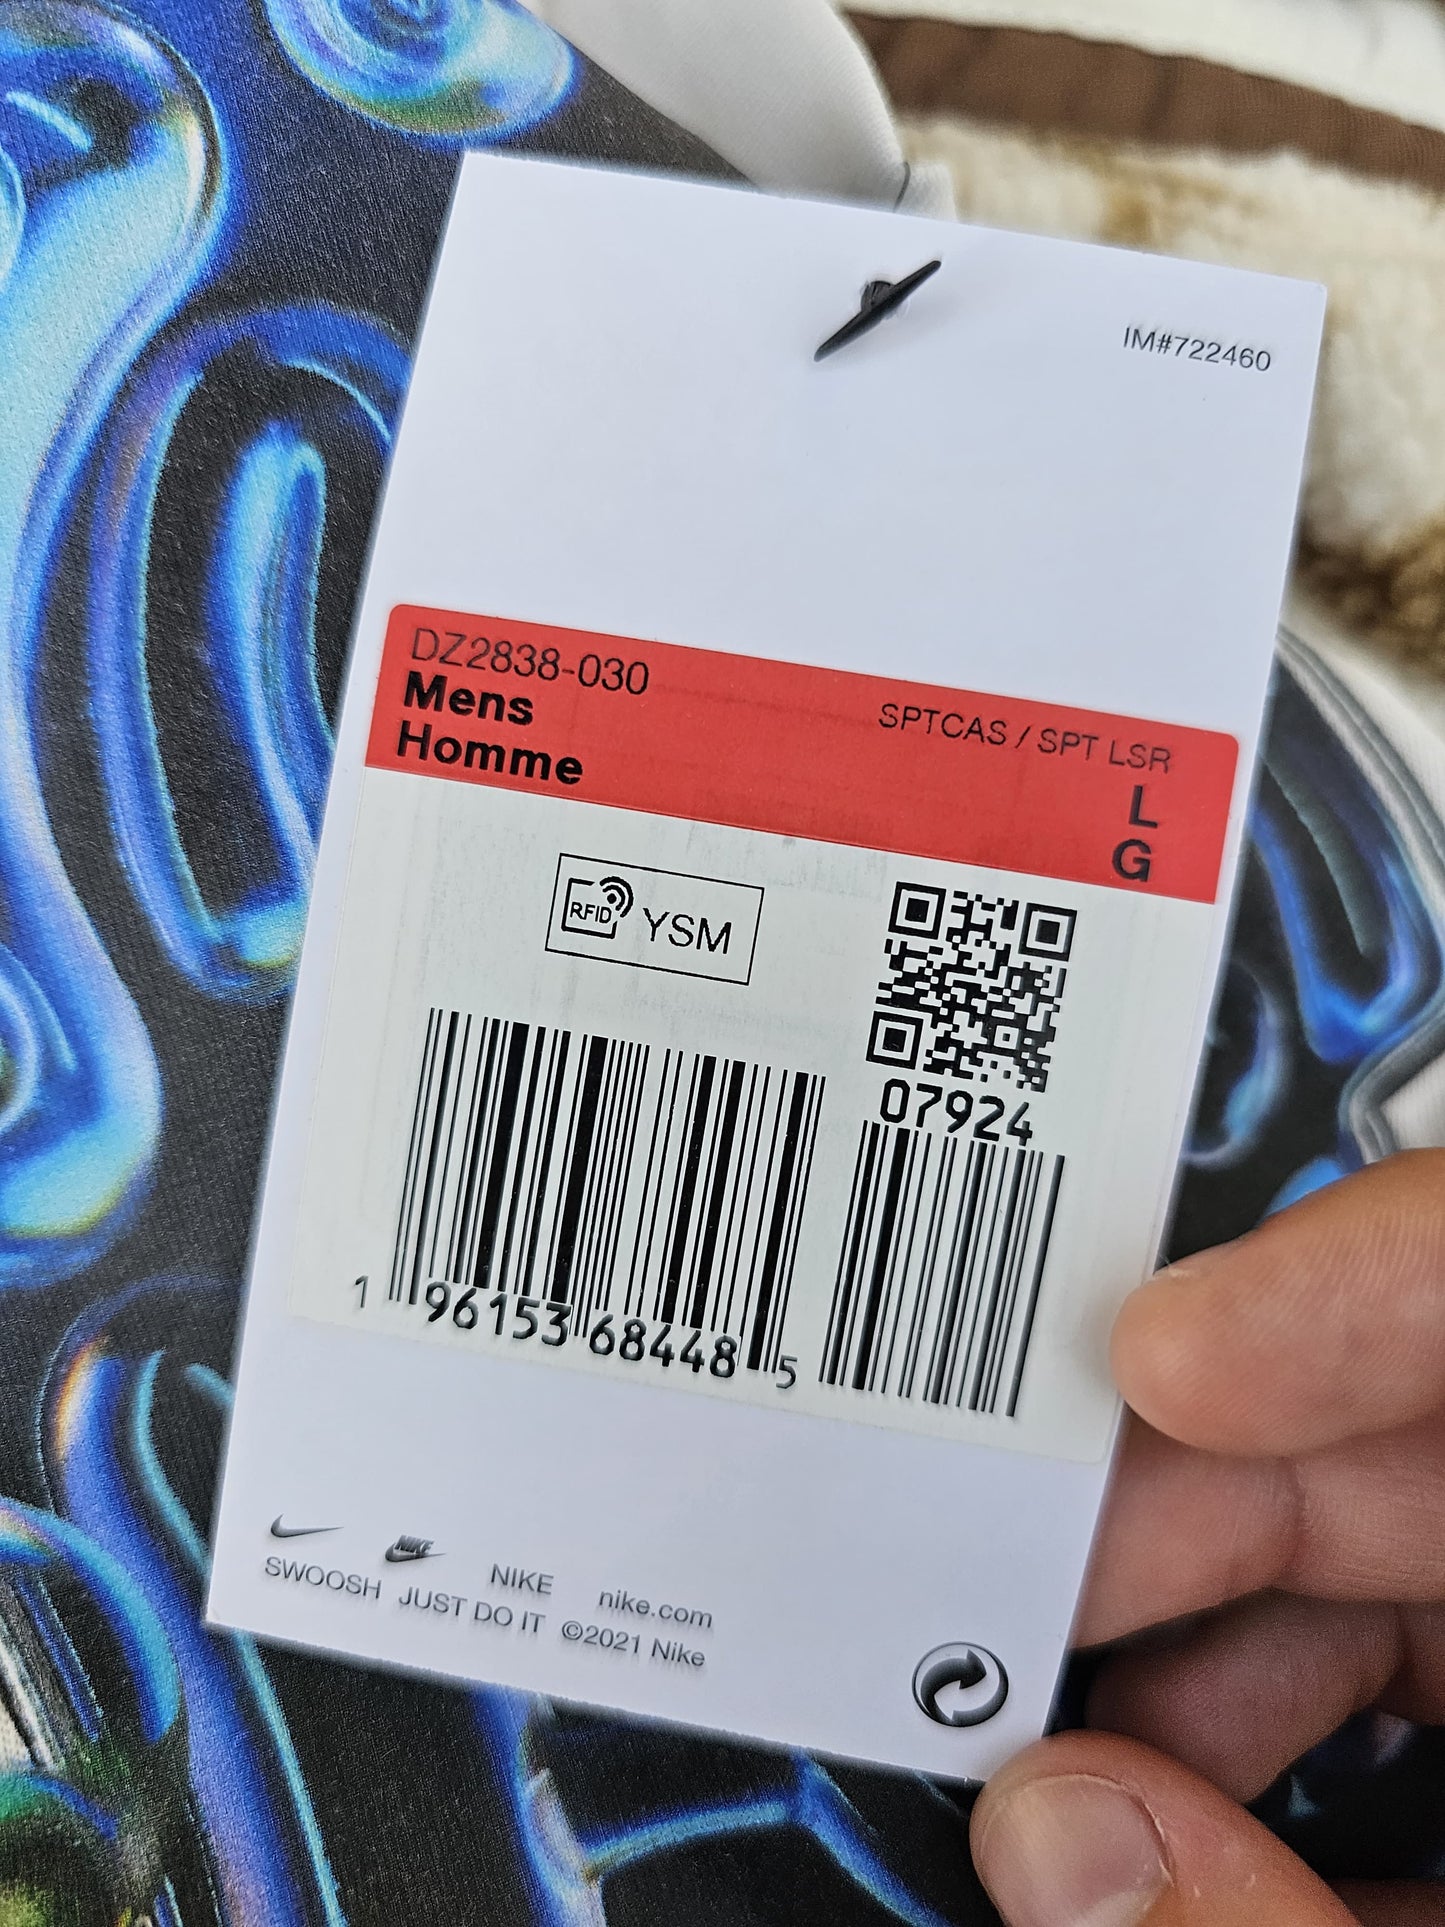 IM#722460
DZ2838-030
Mens
Homme
SPTCAS / SPT LSR
L
G
RFID YSM
07924
1 96153 68448 5
NIKE NIKE nike.com
SWOOSH JUST DO IT ©2021 Nike